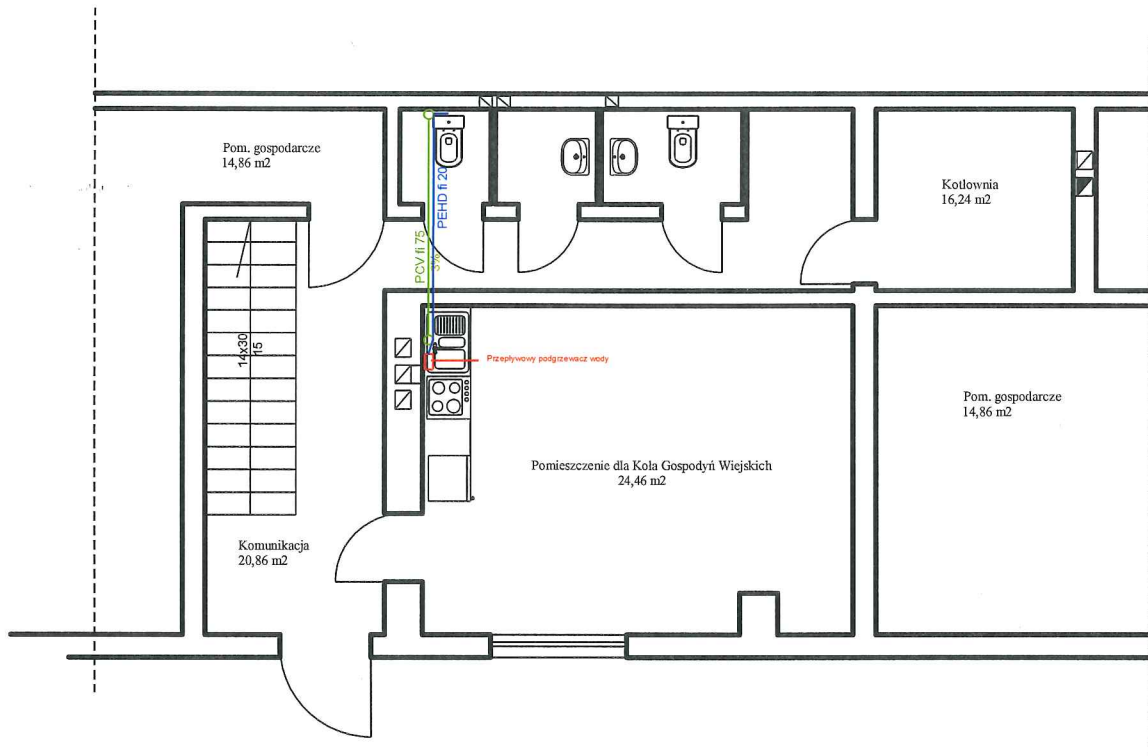 Pom. gospodarcze
14,86 m2
PEHD fi 20
PCV fi 75
3%
Kotłownia
16,24 m2
14x30
15
Przepływowy podgrzewacz wody
Pom. gospodarcze
14,86 m2
Pomieszczenie dla Koła Gospodyń Wiejskich
24,46 m2
Komunikacja
20,86 m2